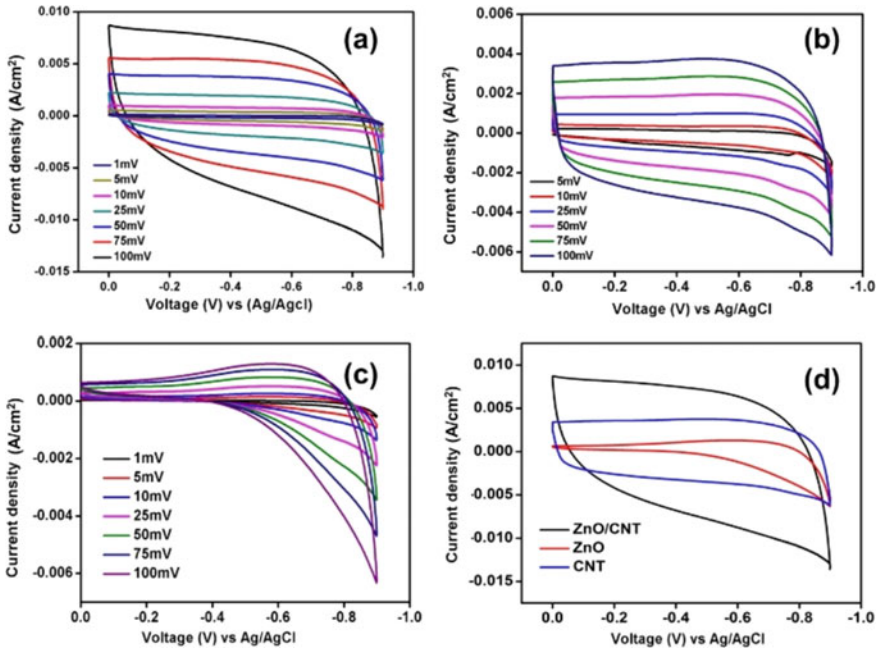 (a)
0.010
0.005
0.000
-0.005
-0.010
-0.015
Current density (A/cm²)
1mV
5mV
10mV
25mV
50mV
75mV
100mV
0.0 -0.2 -0.4 -0.6 -0.8 -1.0
Voltage (V) vs (Ag/Agcl)
(b)
0.006
0.004
0.002
0.000
-0.002
-0.004
-0.006
Current density (A/cm²)
5mV
10mV
25mV
50mV
75mV
100mV
0.0 -0.2 -0.4 -0.6 -0.8 -1.0
Voltage (V) vs Ag/AgCl
(c)
0.002
0.000
-0.002
-0.004
-0.006
Current density (A/cm²)
1mV
5mV
10mV
25mV
50mV
75mV
100mV
0.0 -0.2 -0.4 -0.6 -0.8 -1.0
Voltage (V) vs Ag/AgCl
(d)
0.010
0.005
0.000
-0.005
-0.010
-0.015
Current density (A/cm²)
ZnO/CNT
ZnO
CNT
0.0 -0.2 -0.4 -0.6 -0.8 -1.0
Voltage (V) vs Ag/AgCl